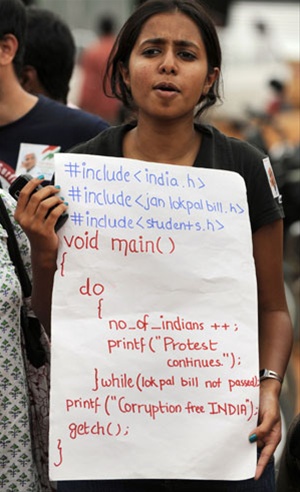 #include<india.h>
#include<jan lokpal bill.h>
#include<students.h>
void main()
{
do
{
no_of_indians ++;
printf("Protest
continues.");
}while(lokpal bill not passed);
printf("Corruption free INDIA");
getch();
}